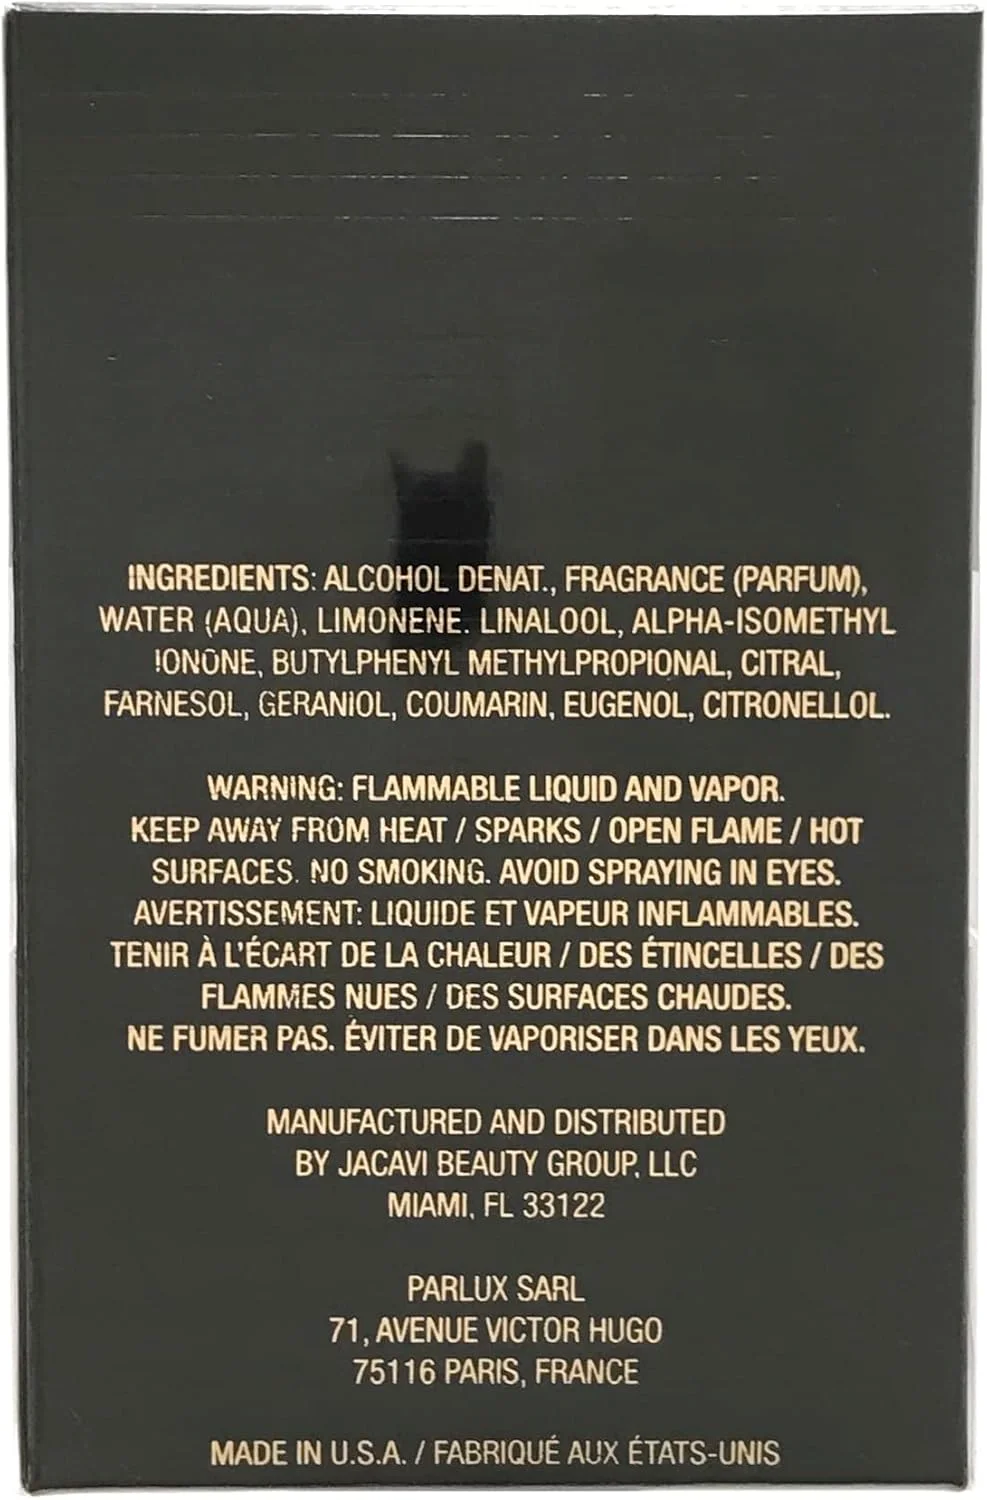 INGREDIENTS: ALCOHOL DENAT., FRAGRANCE (PARFUM),
WATER (AQUA), LIMONENE. LINALOOL, ALPHA-ISOMETHYL
IONONE, BUTYLPHENYL METHYLPROPIONAL, CITRAL,
FARNESOL, GERANIOL, COUMARIN, EUGENOL, CITRONELLOL.
WARNING: FLAMMABLE LIQUID AND VAPOR.
KEEP AWAY FROM HEAT / SPARKS / OPEN FLAME / HOT
SURFACES. NO SMOKING. AVOID SPRAYING IN EYES.
AVERTISSEMENT: LIQUIDE ET VAPEUR INFLAMMABLES.
TENIR À L'ÉCART DE LA CHALEUR / DES ÉTINCELLES / DES
FLAMMES NUES / DES SURFACES CHAUDES.
NE FUMER PAS. ÉVITER DE VAPORISER DANS LES YEUX.
MANUFACTURED AND DISTRIBUTED
BY JACAVI BEAUTY GROUP, LLC
MIAMI, FL 33122
PARLUX SARL
71, AVENUE VICTOR HUGO
75116 PARIS, FRANCE
MADE IN U.S.A. / FABRIQUÉ AUX ÉTATS-UNIS